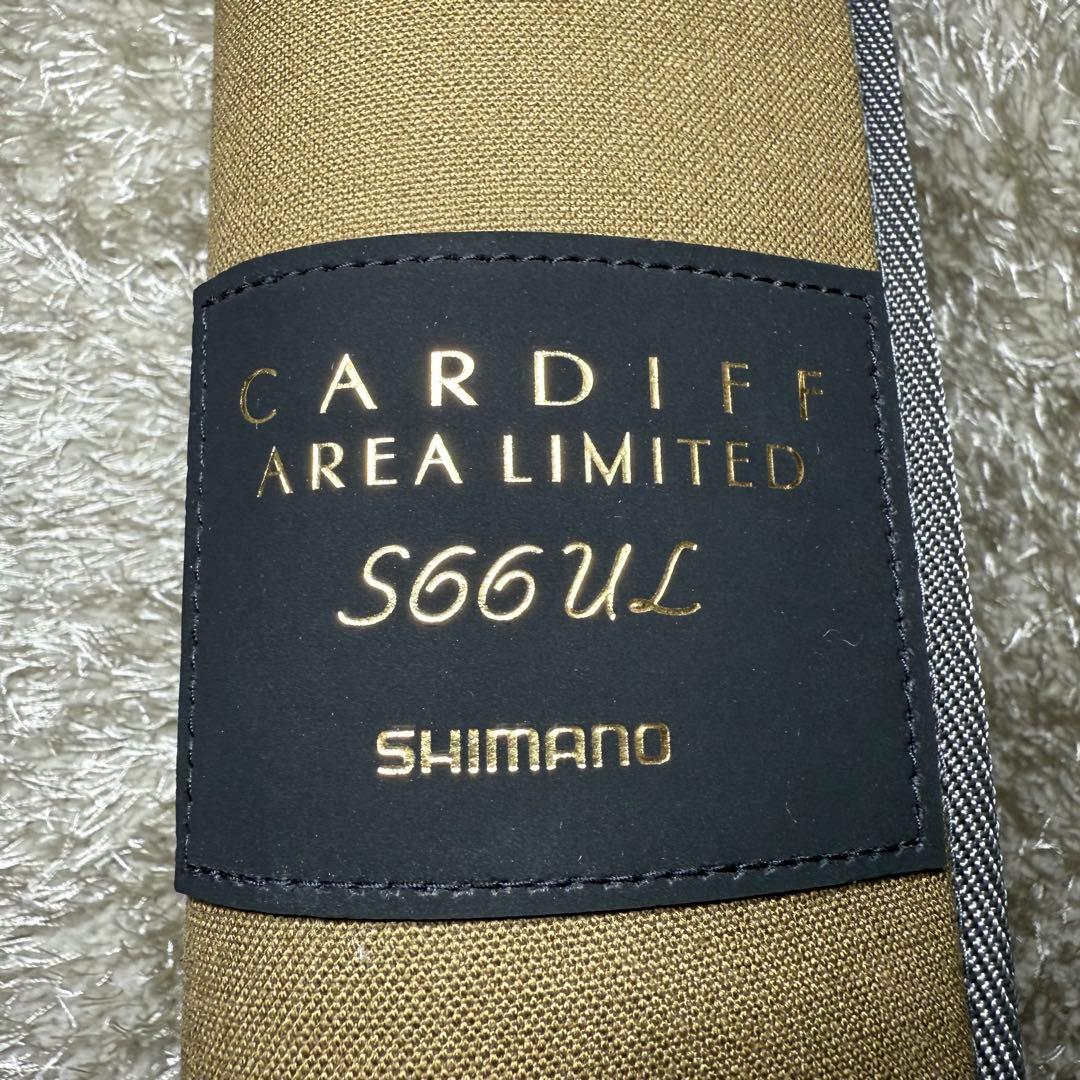 CARDIFF
AREA LIMITED
S66UL
SHIMANO